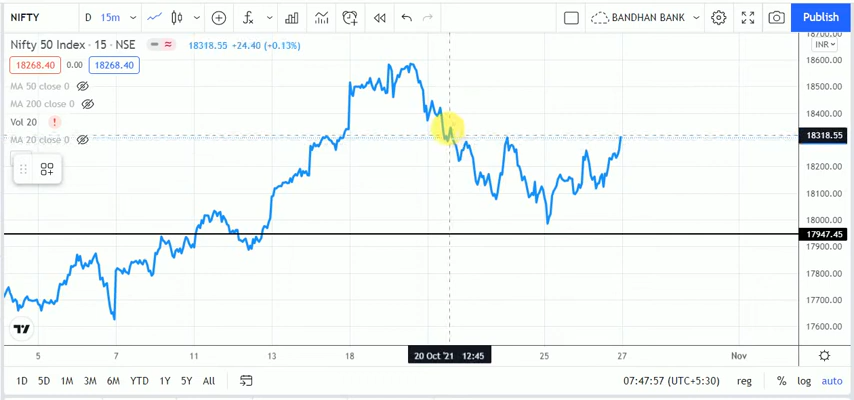 NIFTY D 15m BANDHAN BANK Publish
Nifty 50 Index · 15 · NSE 18318.55 +24.40 (+0.13%)
18268.40 0.00 18268.40
MA 50 close 0
MA 200 close 0
Vol 20
MA 20 close 0
18700.00
INR
18600.00
18500.00
18400.00
18318.55
18200.00
18100.00
18000.00
17947.45
17900.00
17800.00
17700.00
17600.00
5 7 11 13 18 20 Oct '21 12:45 25 27 Nov
1D 5D 1M 3M 6M YTD 1Y 5Y All 07:47:57 (UTC+5:30) reg % log auto